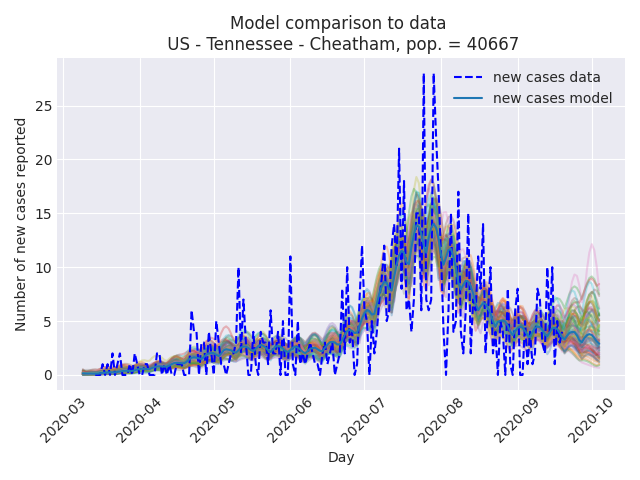 Model comparison to data
US - Tennessee - Cheatham, pop. = 40667
new cases data
new cases model
Number of new cases reported
25
20
15
10
5
0
2020-03
2020-04
2020-05
2020-06
2020-07
2020-08
2020-09
2020-10
Day